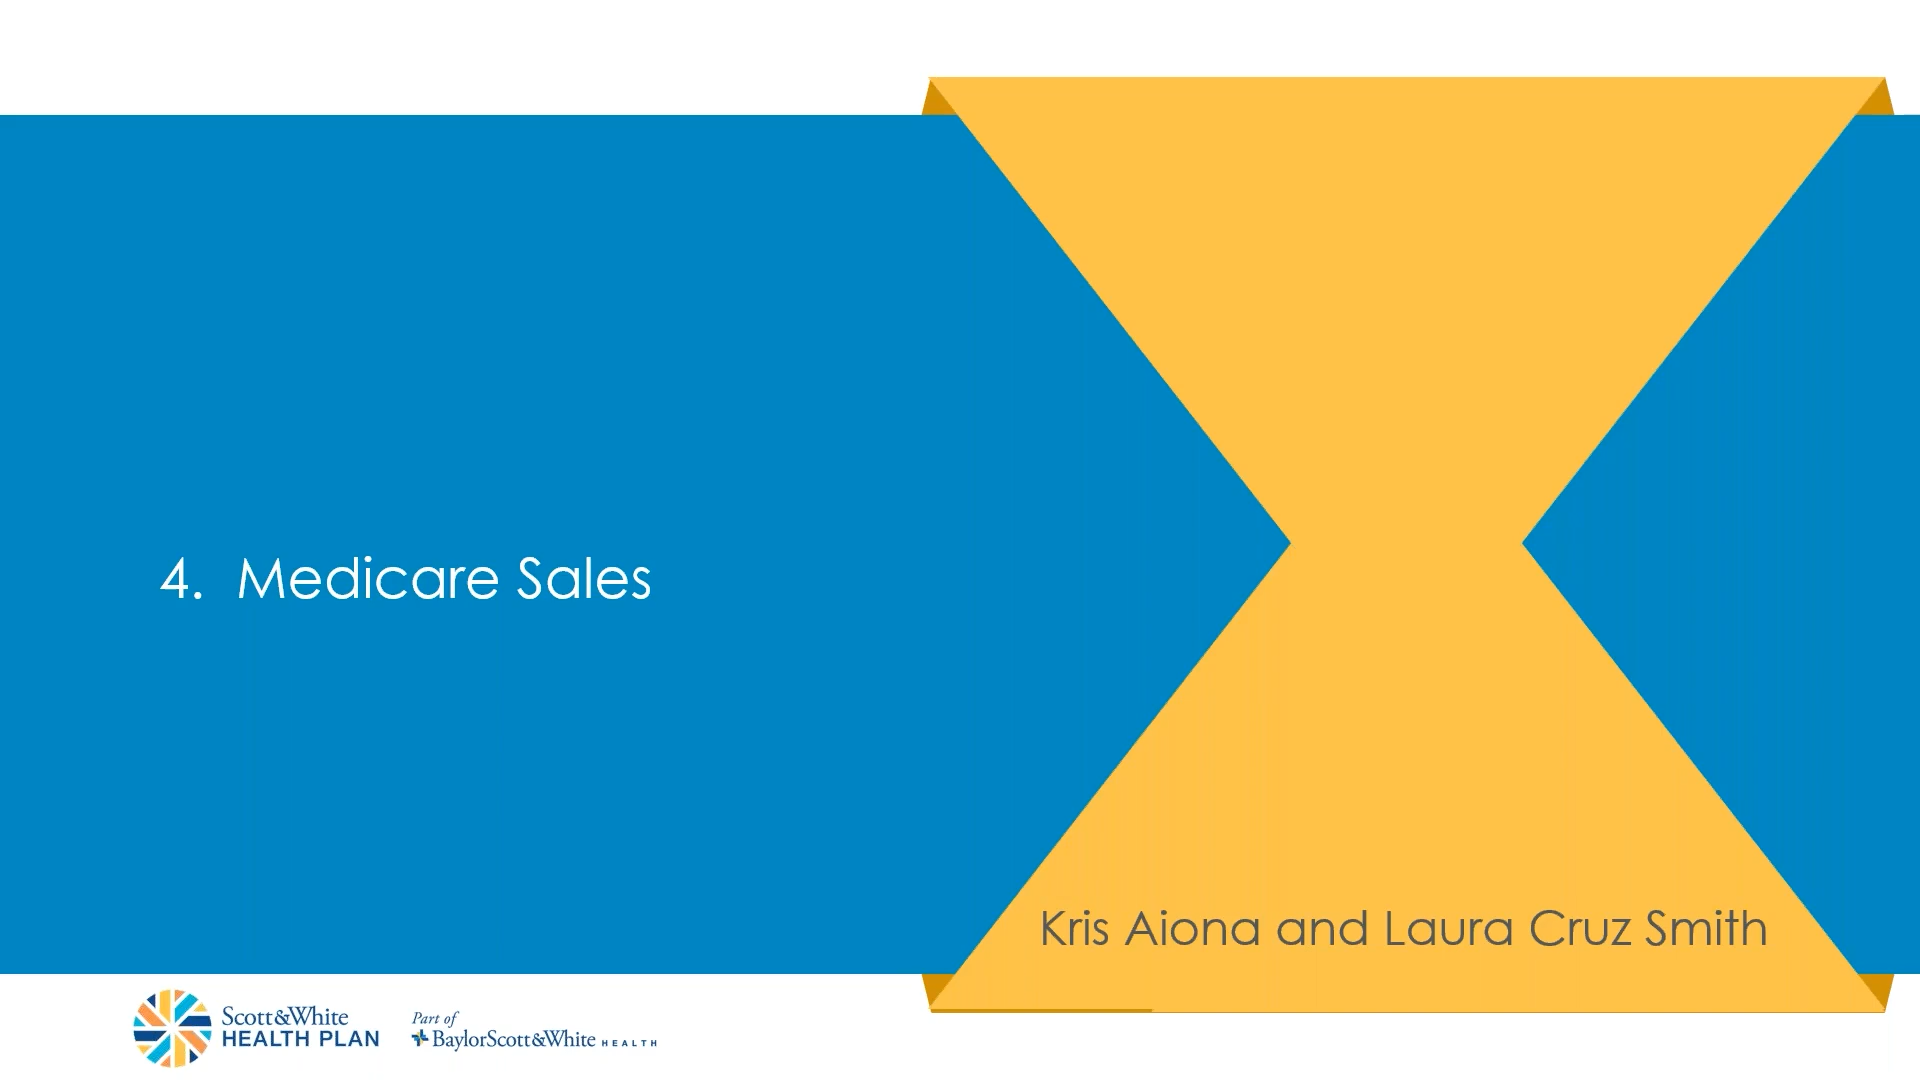 4. Medicare Sales
Kris Aiona and Laura Cruz Smith
Scott&White
HEALTH PLAN
Part of
BaylorScott&White HEALTH